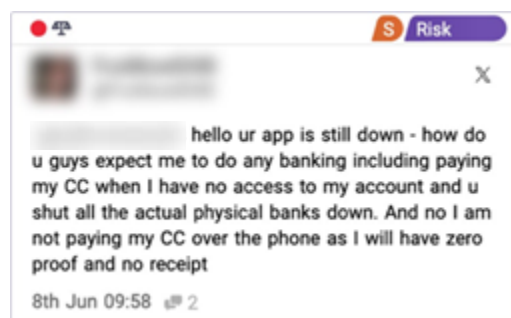 S Risk
X
hello ur app is still down - how do
u guys expect me to do any banking including paying
my CC when I have no access to my account and u
shut all the actual physical banks down. And no I am
not paying my CC over the phone as I will have zero
proof and no receipt
8th Jun 09:58 2